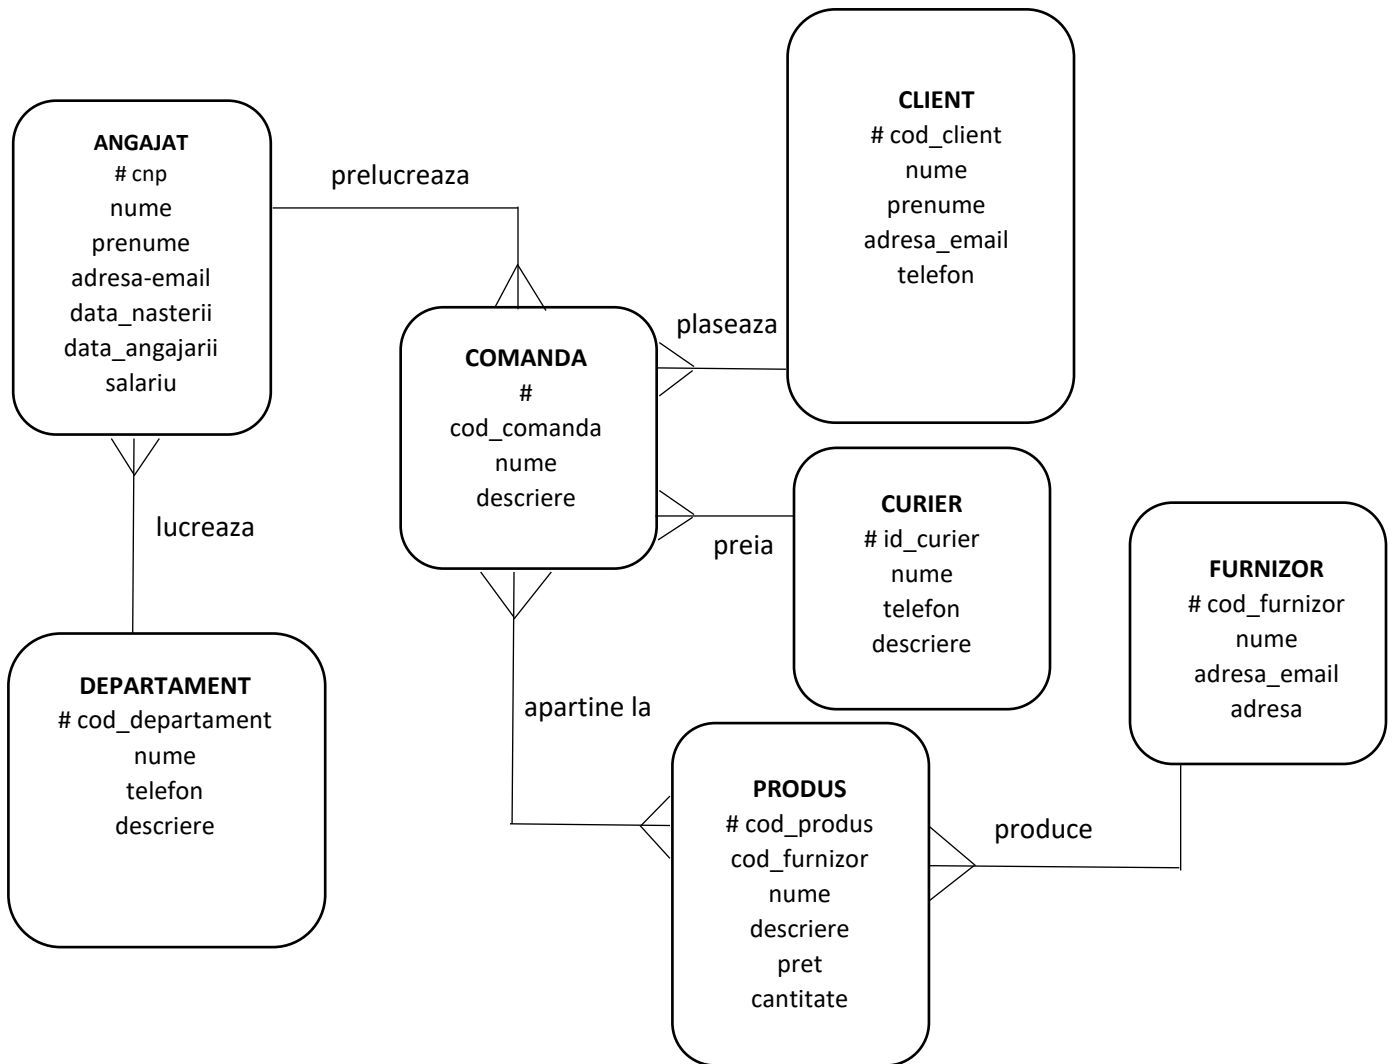 CLIENT
# cod_client
nume
prenume
adresa_email
telefon
ANGAJAT
# cnp
nume
prenume
adresa-email
data_nasterii
data_angajarii
salariu
prelucreaza
plaseaza
COMANDA
#
cod_comanda
nume
descriere
CURIER
# id_curier
nume
telefon
descriere
preia
lucreaza
FURNIZOR
# cod_furnizor
nume
adresa_email
adresa
DEPARTAMENT
# cod_departament
nume
telefon
descriere
apartine la
PRODUS
# cod_produs
cod_furnizor
nume
descriere
pret
cantitate
produce